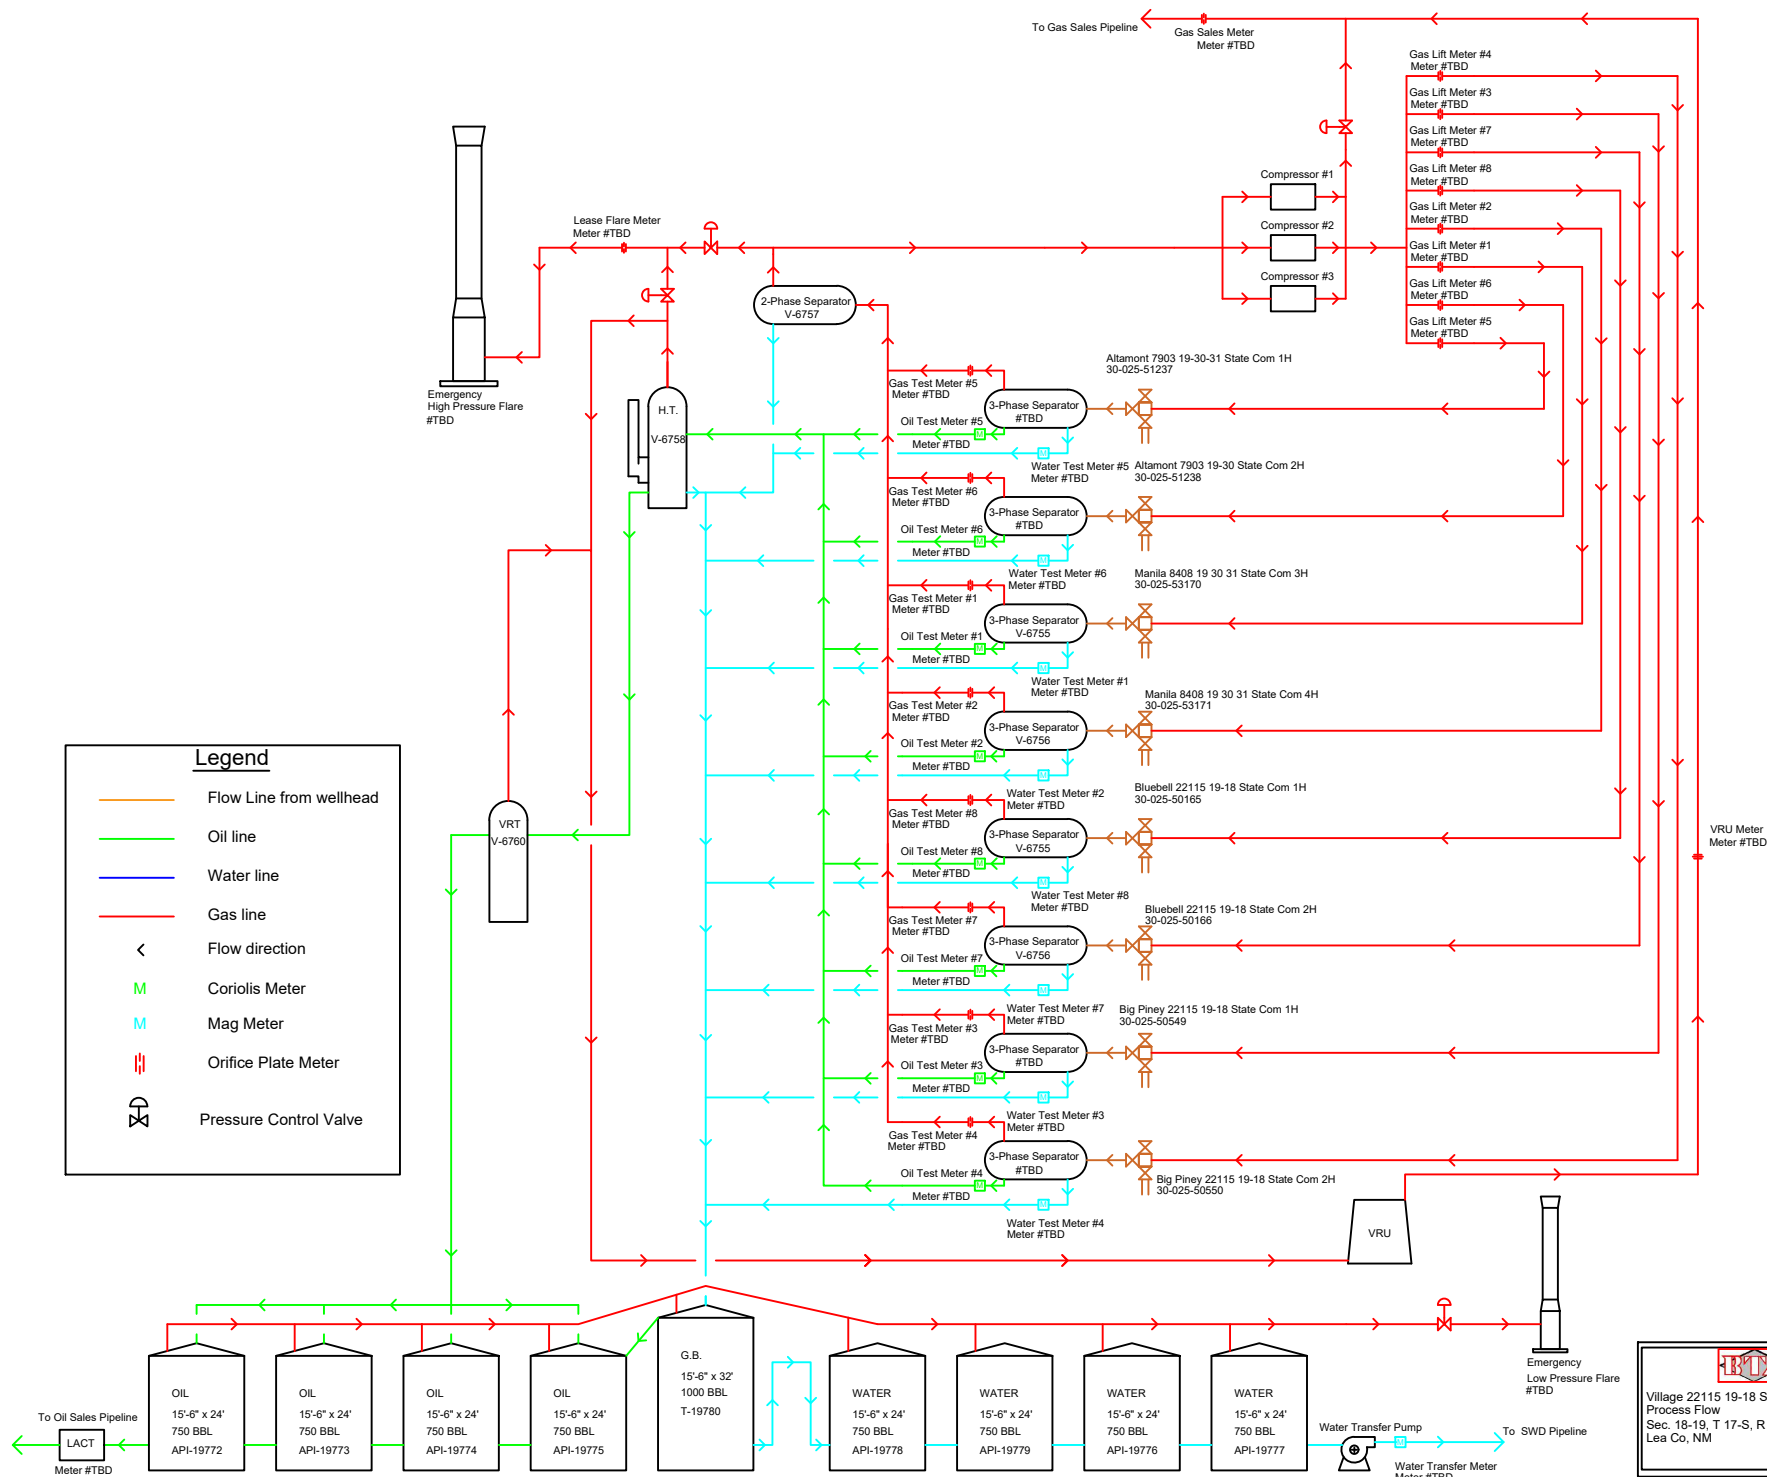 To Gas Sales Pipeline
Gas Sales Meter
Meter #TBD
Gas Lift Meter #4
Meter #TBD
Gas Lift Meter #3
Meter #TBD
Gas Lift Meter #7
Meter #TBD
Gas Lift Meter #8
Meter #TBD
Gas Lift Meter #2
Meter #TBD
Gas Lift Meter #1
Meter #TBD
Gas Lift Meter #6
Meter #TBD
Gas Lift Meter #5
Meter #TBD
Compressor #1
Compressor #2
Compressor #3
Lease Flare Meter
Meter #TBD
2-Phase Separator
V-6757
Emergency
High Pressure Flare
#TBD
H.T.
V-6758
Altamont 7903 19-30-31 State Com 1H
30-025-51237
Gas Test Meter #5
Meter #TBD
3-Phase Separator
#TBD
Oil Test Meter #5
Meter #TBD
Water Test Meter #5
Meter #TBD
Altamont 7903 19-30 State Com 2H
30-025-51238
Gas Test Meter #6
Meter #TBD
3-Phase Separator
#TBD
Oil Test Meter #6
Meter #TBD
Water Test Meter #6
Meter #TBD
Manila 8408 19 30 31 State Com 3H
30-025-53170
Gas Test Meter #1
Meter #TBD
3-Phase Separator
V-6755
Oil Test Meter #1
Meter #TBD
Water Test Meter #1
Meter #TBD
Manila 8408 19 30 31 State Com 4H
30-025-53171
Gas Test Meter #2
Meter #TBD
3-Phase Separator
V-6756
Oil Test Meter #2
Meter #TBD
Water Test Meter #2
Meter #TBD
Bluebell 22115 19-18 State Com 1H
30-025-50165
Gas Test Meter #8
Meter #TBD
3-Phase Separator
V-6755
Oil Test Meter #8
Meter #TBD
Water Test Meter #8
Meter #TBD
Bluebell 22115 19-18 State Com 2H
30-025-50166
Gas Test Meter #7
Meter #TBD
3-Phase Separator
V-6756
Oil Test Meter #7
Meter #TBD
Water Test Meter #7
Meter #TBD
Big Piney 22115 19-18 State Com 1H
30-025-50549
Gas Test Meter #3
Meter #TBD
3-Phase Separator
#TBD
Oil Test Meter #3
Meter #TBD
Water Test Meter #3
Meter #TBD
Gas Test Meter #4
Meter #TBD
3-Phase Separator
#TBD
Big Piney 22115 19-18 State Com 2H
30-025-50550
Oil Test Meter #4
Meter #TBD
Water Test Meter #4
Meter #TBD
VRU Meter
Meter #TBD
VRU
VRT
V-6760
Legend
Flow Line from wellhead
Oil line
Water line
Gas line
Flow direction
M Coriolis Meter
M Mag Meter
Orifice Plate Meter
Pressure Control Valve
To Oil Sales Pipeline
LACT
Meter #TBD
OIL
15'-6" x 24'
750 BBL
API-19772
OIL
15'-6" x 24'
750 BBL
API-19773
OIL
15'-6" x 24'
750 BBL
API-19774
OIL
15'-6" x 24'
750 BBL
API-19775
G.B.
15'-6" x 32'
1000 BBL
T-19780
WATER
15'-6" x 24'
750 BBL
API-19778
WATER
15'-6" x 24'
750 BBL
API-19779
WATER
15'-6" x 24'
750 BBL
API-19776
WATER
15'-6" x 24'
750 BBL
API-19777
Water Transfer Pump
To SWD Pipeline
Water Transfer Meter
Meter #TBD
Emergency
Low Pressure Flare
#TBD
Village 22115 19-18 S
Process Flow
Sec. 18-19, T 17-S, R
Lea Co, NM